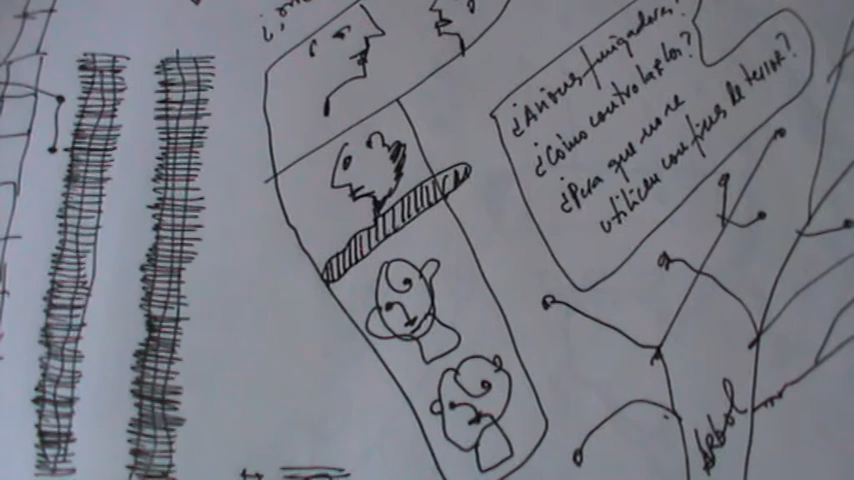 ¿Aviones fumigadores?
¿Cómo controlarlos?
¿Para que no se
utilicen con fines de terror?
árbol